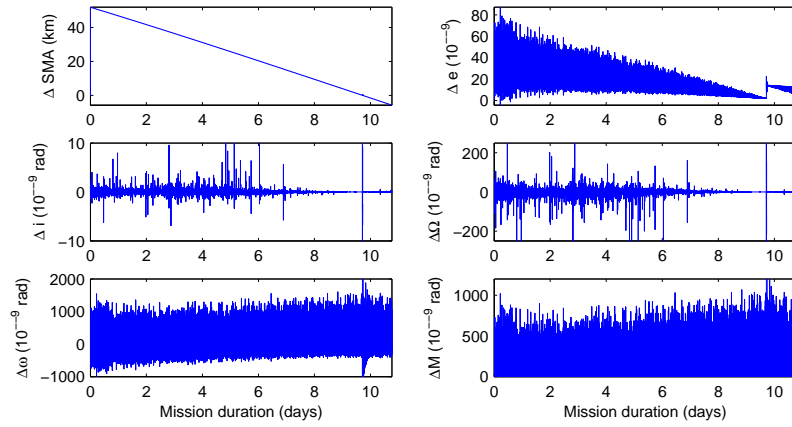 Δ SMA (km)
40
20
0
0 2 4 6 8 10
Δ e (10⁻⁹)
80
60
40
20
0
0 2 4 6 8 10
Δ i (10⁻⁹ rad)
10
0
−10
0 2 4 6 8 10
ΔΩ (10⁻⁹ rad)
200
0
−200
0 2 4 6 8 10
Δω (10⁻⁹ rad)
2000
1000
0
−1000
0 2 4 6 8 10
Mission duration (days)
ΔM (10⁻⁹ rad)
1000
500
0
0 2 4 6 8 10
Mission duration (days)